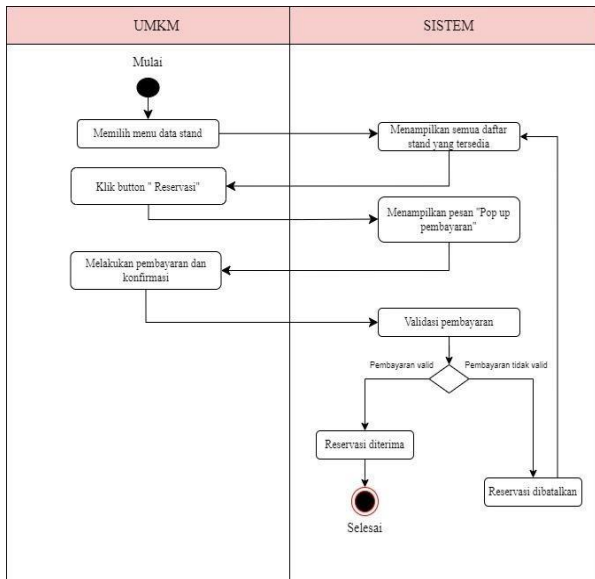 UMKM
SISTEM
Mulai
Memilih menu data stand
Menampilkan semua daftar
stand yang tersedia
Klik button " Reservasi"
Menampilkan pesan "Pop up
pembayaran"
Melakukan pembayaran dan
konfirmasi
Validasi pembayaran
Pembayaran valid
Pembayaran tidak valid
Reservasi diterima
Reservasi dibatalkan
Selesai